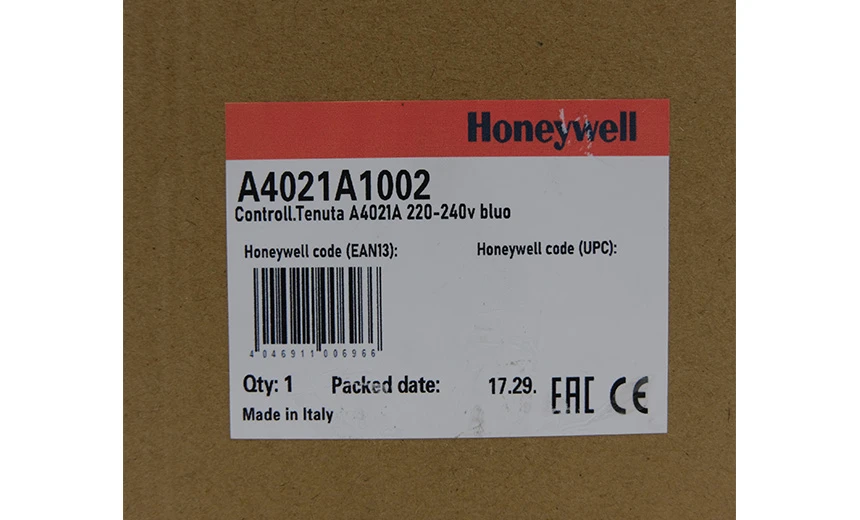 Honeywell
A4021A1002
Controll.Tenuta A4021A 220-240v bluo
Honeywell code (EAN13): Honeywell code (UPC):
4 046911 006966
Qty: 1 Packed date: 17.29. EAC CE
Made in Italy